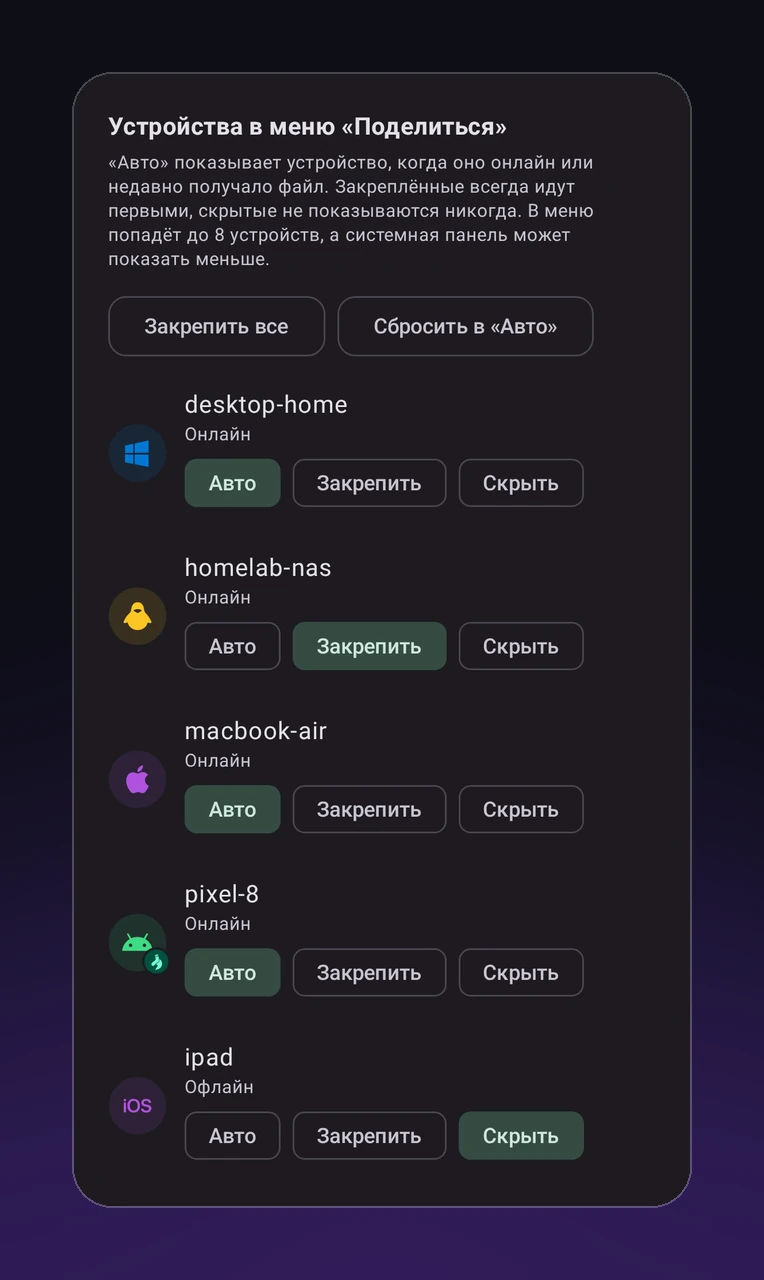 Устройства в меню «Поделиться»
«Авто» показывает устройство, когда оно онлайн или
недавно получало файл. Закреплённые всегда идут
первыми, скрытые не показываются никогда. В меню
попадёт до 8 устройств, а системная панель может
показать меньше.
Закрепить все
Сбросить в «Авто»
desktop-home
Онлайн
Авто Закрепить Скрыть
homelab-nas
Онлайн
Авто Закрепить Скрыть
macbook-air
Онлайн
Авто Закрепить Скрыть
pixel-8
Онлайн
Авто Закрепить Скрыть
ipad
Офлайн
iOS
Авто Закрепить Скрыть